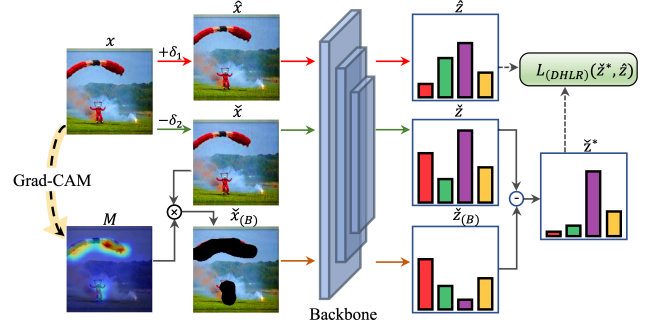 x
+δ₁
x̂
ẑ
L₍DHLR₎(ž*, ẑ)
−δ₂
x̌
ž
ž*
Grad-CAM
M
x̌₍B₎
ž₍B₎
-
Backbone